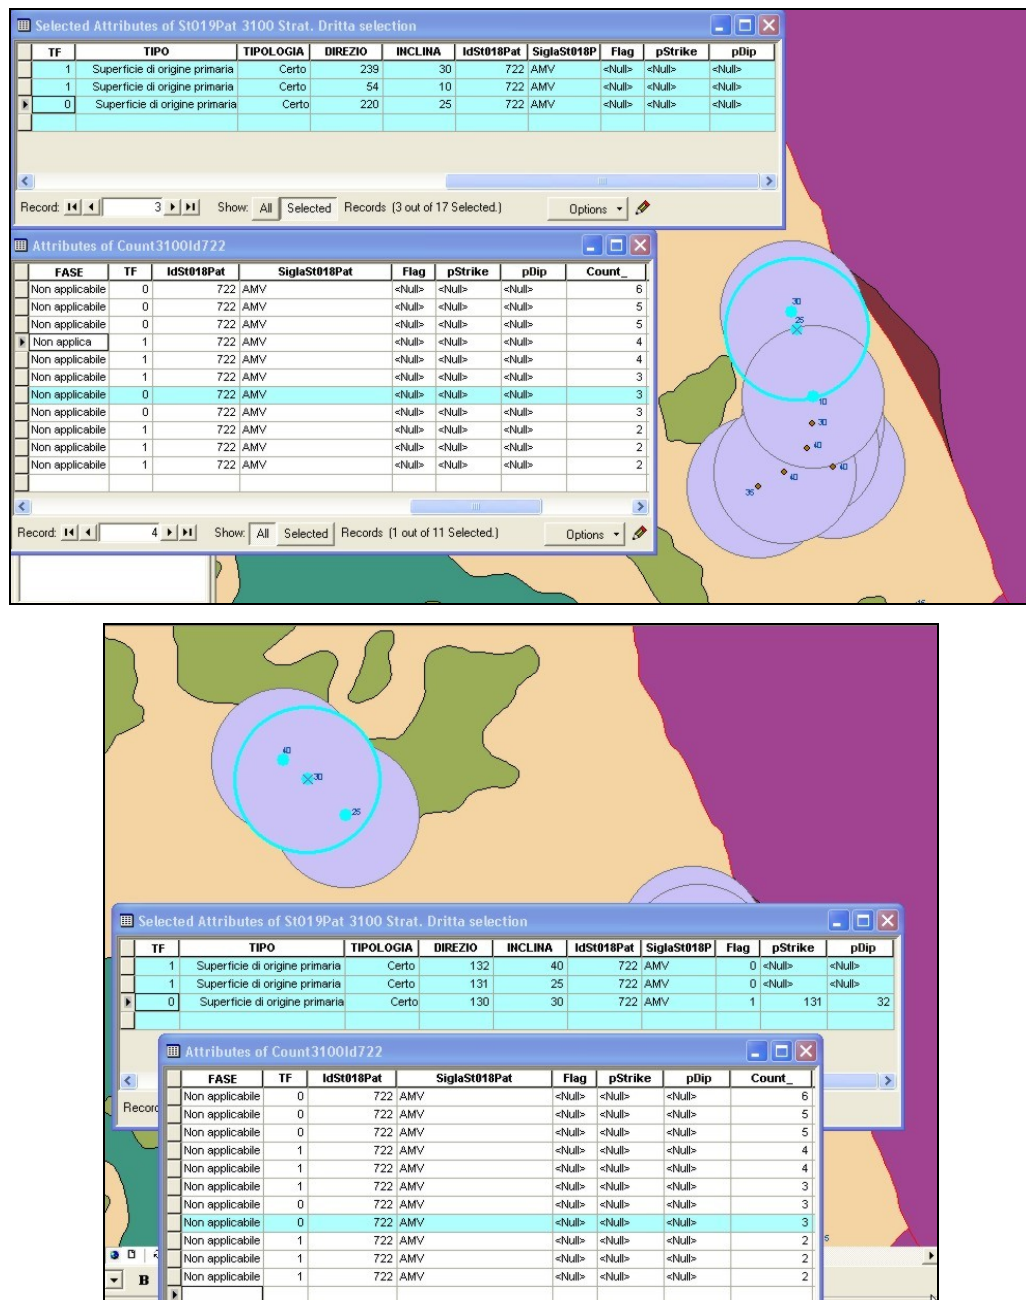 Selected Attributes of St019Pat 3100 Strat. Dritta selection
TF TIPO TIPOLOGIA DIREZIO INCLINA IdSt018Pat SiglaSt018P Flag pStrike pDip
1 Superficie di origine primaria Certo 239 30 722 AMV <Null> <Null> <Null>
1 Superficie di origine primaria Certo 54 10 722 AMV <Null> <Null> <Null>
0 Superficie di origine primaria Certo 220 25 722 AMV <Null> <Null> <Null>
Record: 3 Show: All Selected Records (3 out of 17 Selected.) Options
Attributes of Count3100Id722
FASE TF IdSt018Pat SiglaSt018Pat Flag pStrike pDip Count_
Non applicabile 0 722 AMV <Null> <Null> <Null> 6
Non applicabile 0 722 AMV <Null> <Null> <Null> 5
Non applicabile 0 722 AMV <Null> <Null> <Null> 5
Non applica 1 722 AMV <Null> <Null> <Null> 4
Non applicabile 1 722 AMV <Null> <Null> <Null> 4
Non applicabile 1 722 AMV <Null> <Null> <Null> 3
Non applicabile 0 722 AMV <Null> <Null> <Null> 3
Non applicabile 0 722 AMV <Null> <Null> <Null> 3
Non applicabile 1 722 AMV <Null> <Null> <Null> 2
Non applicabile 1 722 AMV <Null> <Null> <Null> 2
Non applicabile 1 722 AMV <Null> <Null> <Null> 2
Record: 4 Show: All Selected Records (1 out of 11 Selected.) Options
30
25
10
30
40
40
40
35
40
30
25
Selected Attributes of St019Pat 3100 Strat. Dritta selection
TF TIPO TIPOLOGIA DIREZIO INCLINA IdSt018Pat SiglaSt018P Flag pStrike pDip
1 Superficie di origine primaria Certo 132 40 722 AMV 0 <Null> <Null>
1 Superficie di origine primaria Certo 131 25 722 AMV 0 <Null> <Null>
0 Superficie di origine primaria Certo 130 30 722 AMV 1 131 32
Record
Attributes of Count3100Id722
FASE TF IdSt018Pat SiglaSt018Pat Flag pStrike pDip Count_
Non applicabile 0 722 AMV <Null> <Null> <Null> 6
Non applicabile 0 722 AMV <Null> <Null> <Null> 5
Non applicabile 0 722 AMV <Null> <Null> <Null> 5
Non applicabile 1 722 AMV <Null> <Null> <Null> 4
Non applicabile 1 722 AMV <Null> <Null> <Null> 4
Non applicabile 1 722 AMV <Null> <Null> <Null> 3
Non applicabile 0 722 AMV <Null> <Null> <Null> 3
Non applicabile 0 722 AMV <Null> <Null> <Null> 3
Non applicabile 1 722 AMV <Null> <Null> <Null> 2
Non applicabile 1 722 AMV <Null> <Null> <Null> 2
Non applicabile 1 722 AMV <Null> <Null> <Null> 2
B